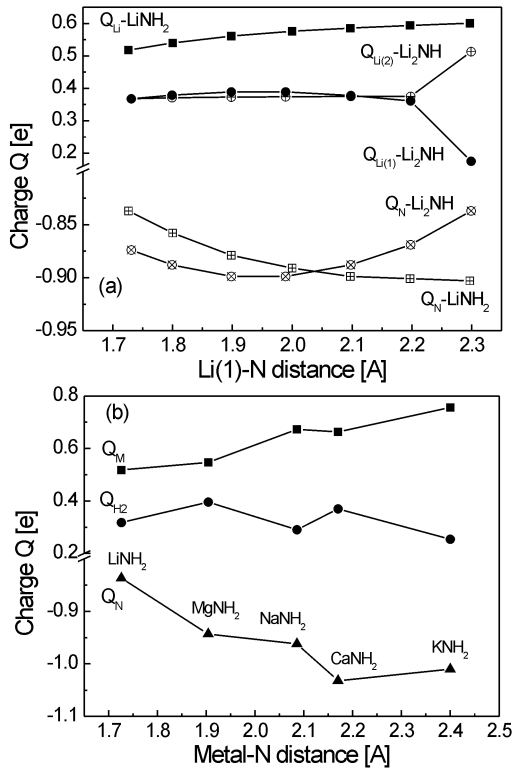 Q_Li-LiNH_2
Q_Li(2)-Li_2NH
Q_Li(1)-Li_2NH
Q_N-Li_2NH
Q_N-LiNH_2
(a)
0.6
0.5
0.4
0.3
0.2
-0.85
-0.90
-0.95
Charge Q [e]
1.7 1.8 1.9 2.0 2.1 2.2 2.3
Li(1)-N distance [A]
(b)
Q_M
Q_H2
LiNH_2
Q_N
MgNH_2
NaNH_2
CaNH_2
KNH_2
0.8
0.6
0.4
0.2
-0.9
-1.0
-1.1
Charge Q [e]
1.7 1.8 1.9 2.0 2.1 2.2 2.3 2.4 2.5
Metal-N distance [A]